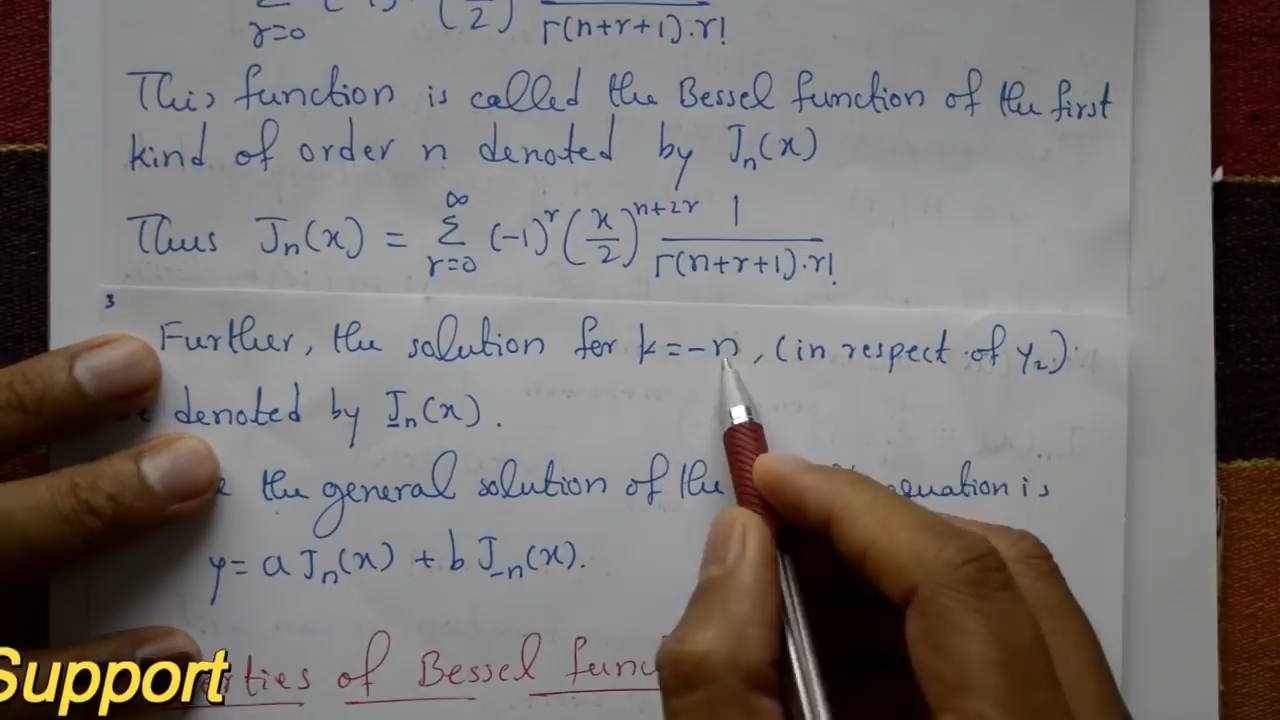 r=0 2 Γ(n+r+1).r!
This function is called the Bessel function of the first
kind of order n denoted by Jn(x)
Thus Jn(x) = ∞ Σ r=0 (-1)^r (x/2)^n+2r 1/Γ(n+r+1).r!
3
Further, the solution for k=-n, (in respect of y2)
denoted by J-n(x).
the general solution of the equation is
y= a Jn(x) + b J-n(x).
of Bessel
Support